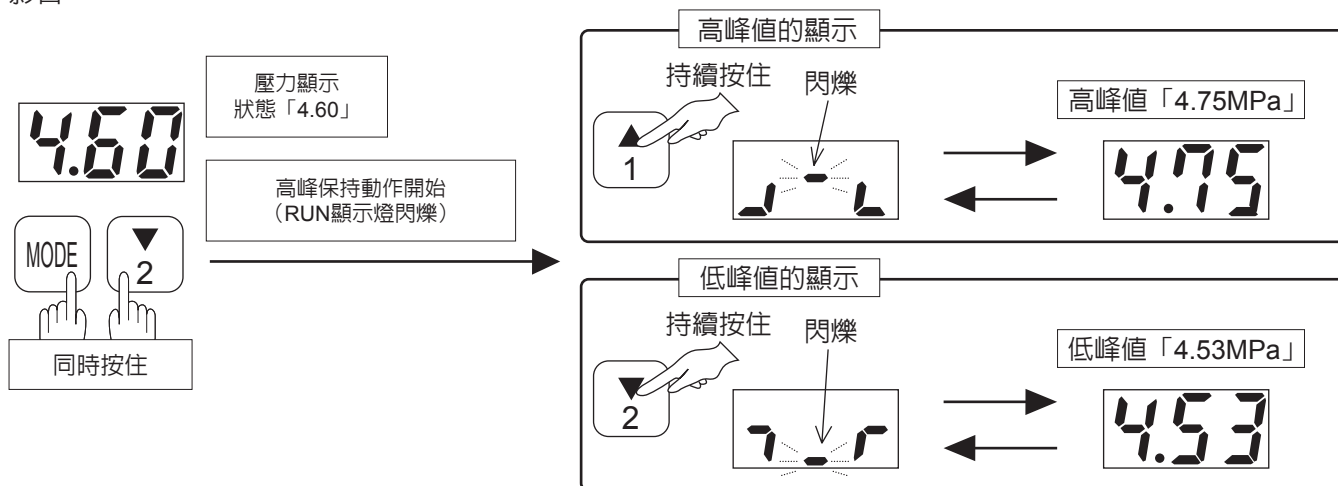 4.60
壓力顯示
狀態「4.60」
高峰保持動作開始
（RUN顯示燈閃爍）
MODE
▼
2
同時按住
高峰值的顯示
持續按住
閃爍
▲
1
高峰值「4.75MPa」
4.75
低峰值的顯示
持續按住
閃爍
▼
2
低峰值「4.53MPa」
4.53